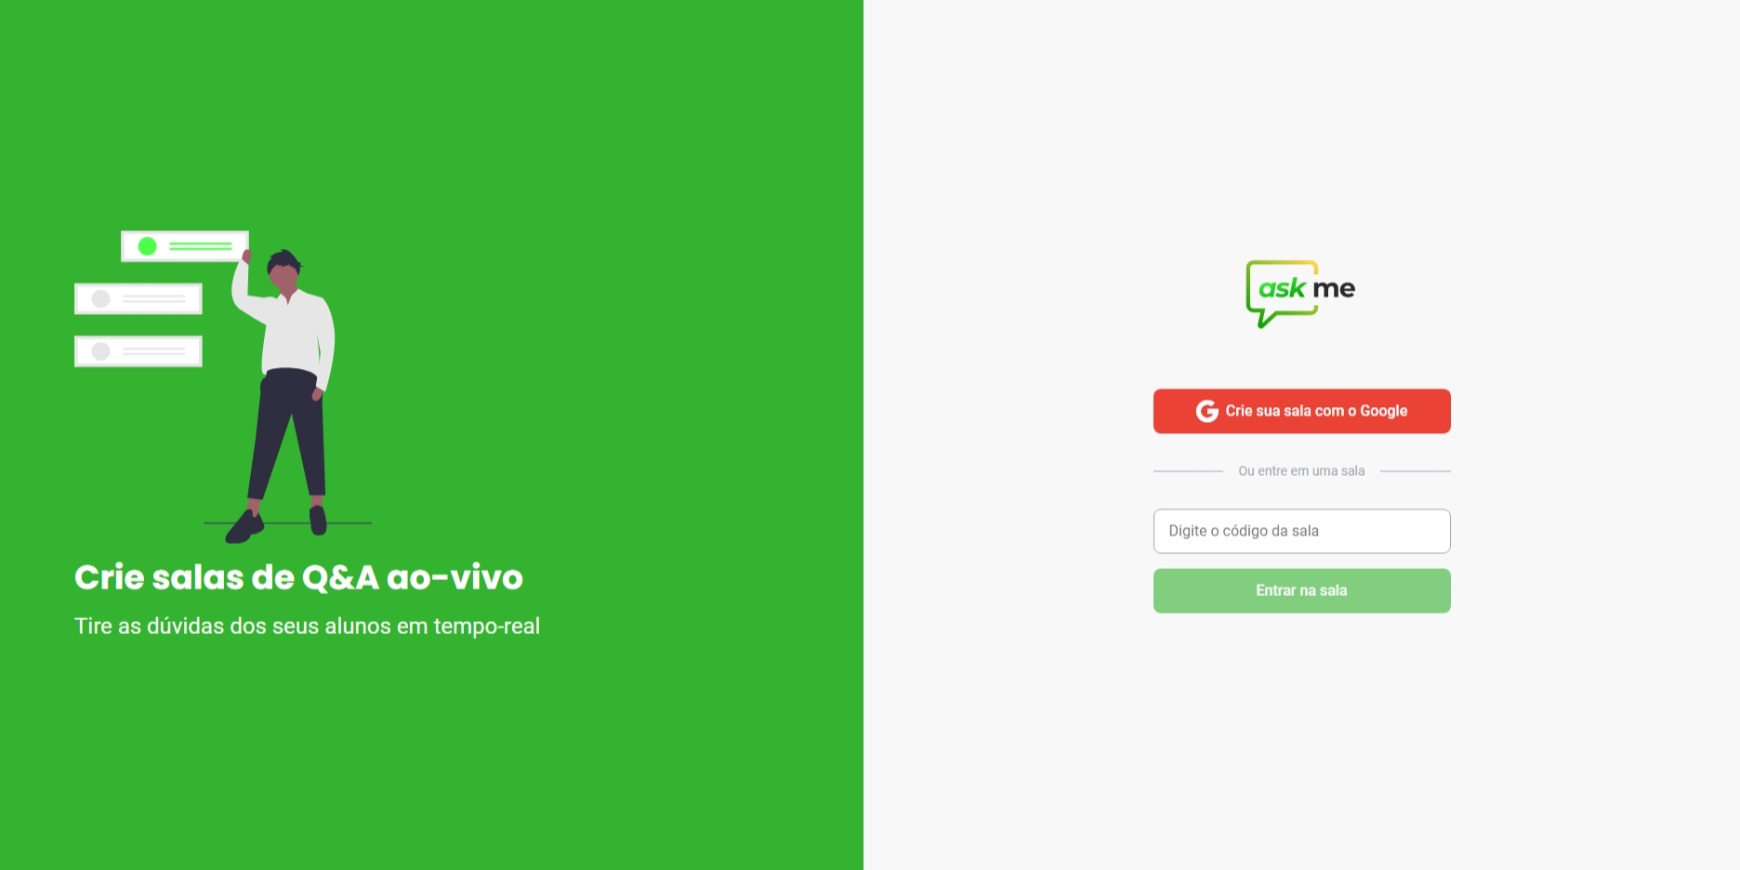 Crie salas de Q&A ao-vivo
Tire as dúvidas dos seus alunos em tempo-real
ask me
Crie sua sala com o Google
Ou entre em uma sala
Digite o código da sala
Entrar na sala